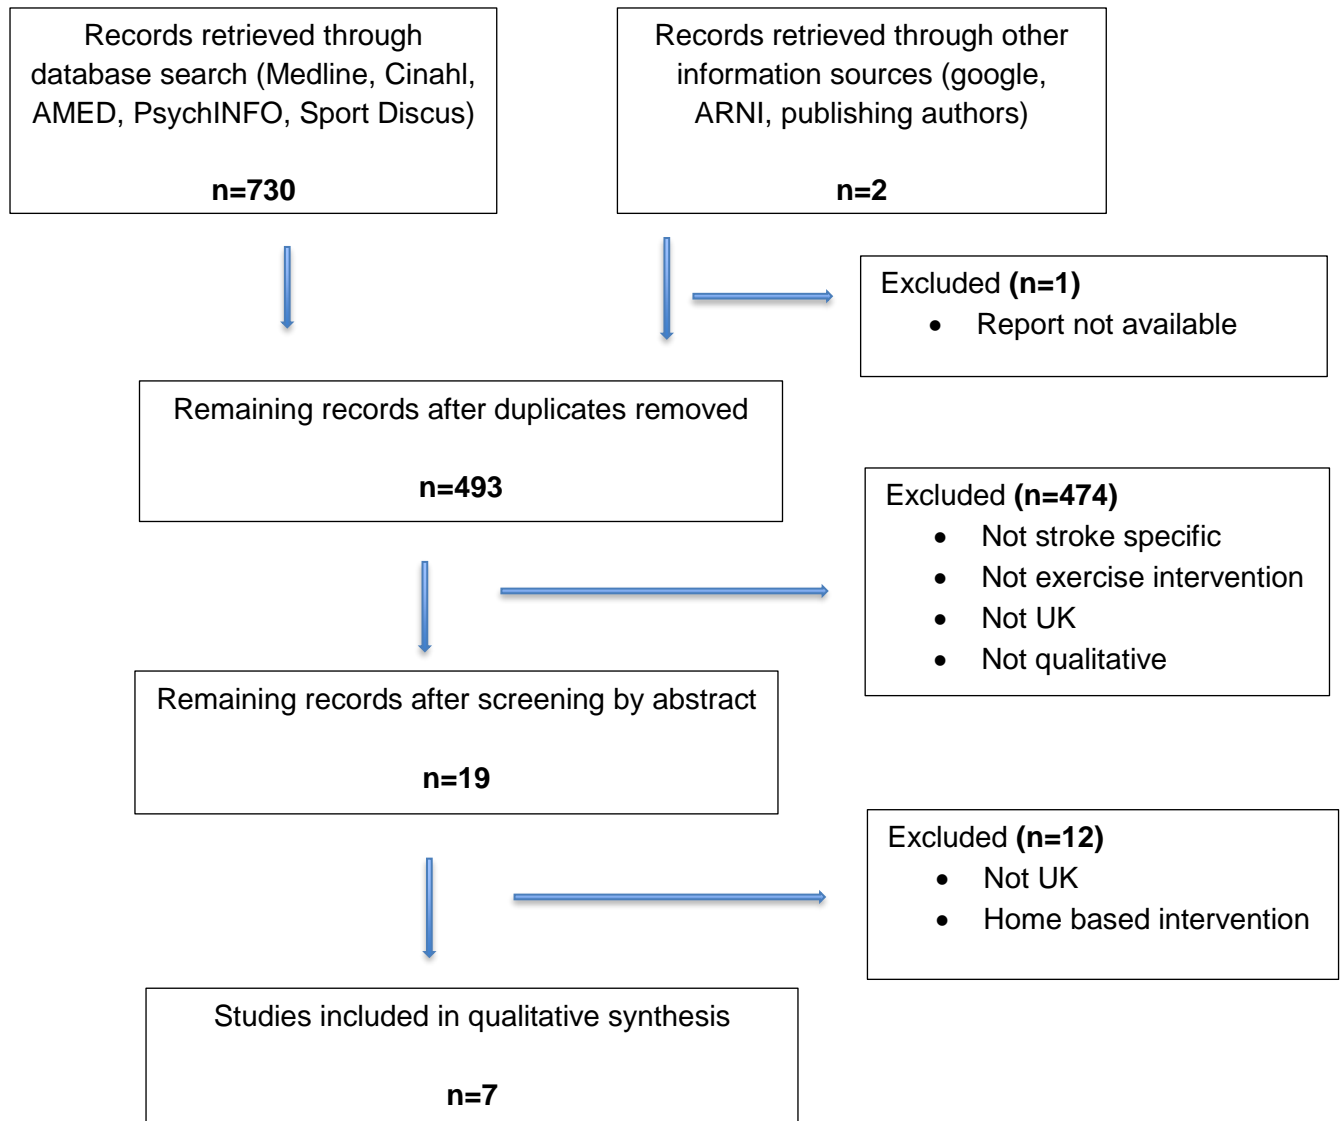 Records retrieved through
database search (Medline, Cinahl,
AMED, PsychINFO, Sport Discus)
n=730
Records retrieved through other
information sources (google,
ARNI, publishing authors)
n=2
Excluded (n=1)
• Report not available
Remaining records after duplicates removed
n=493
Excluded (n=474)
• Not stroke specific
• Not exercise intervention
• Not UK
• Not qualitative
Remaining records after screening by abstract
n=19
Excluded (n=12)
• Not UK
• Home based intervention
Studies included in qualitative synthesis
n=7